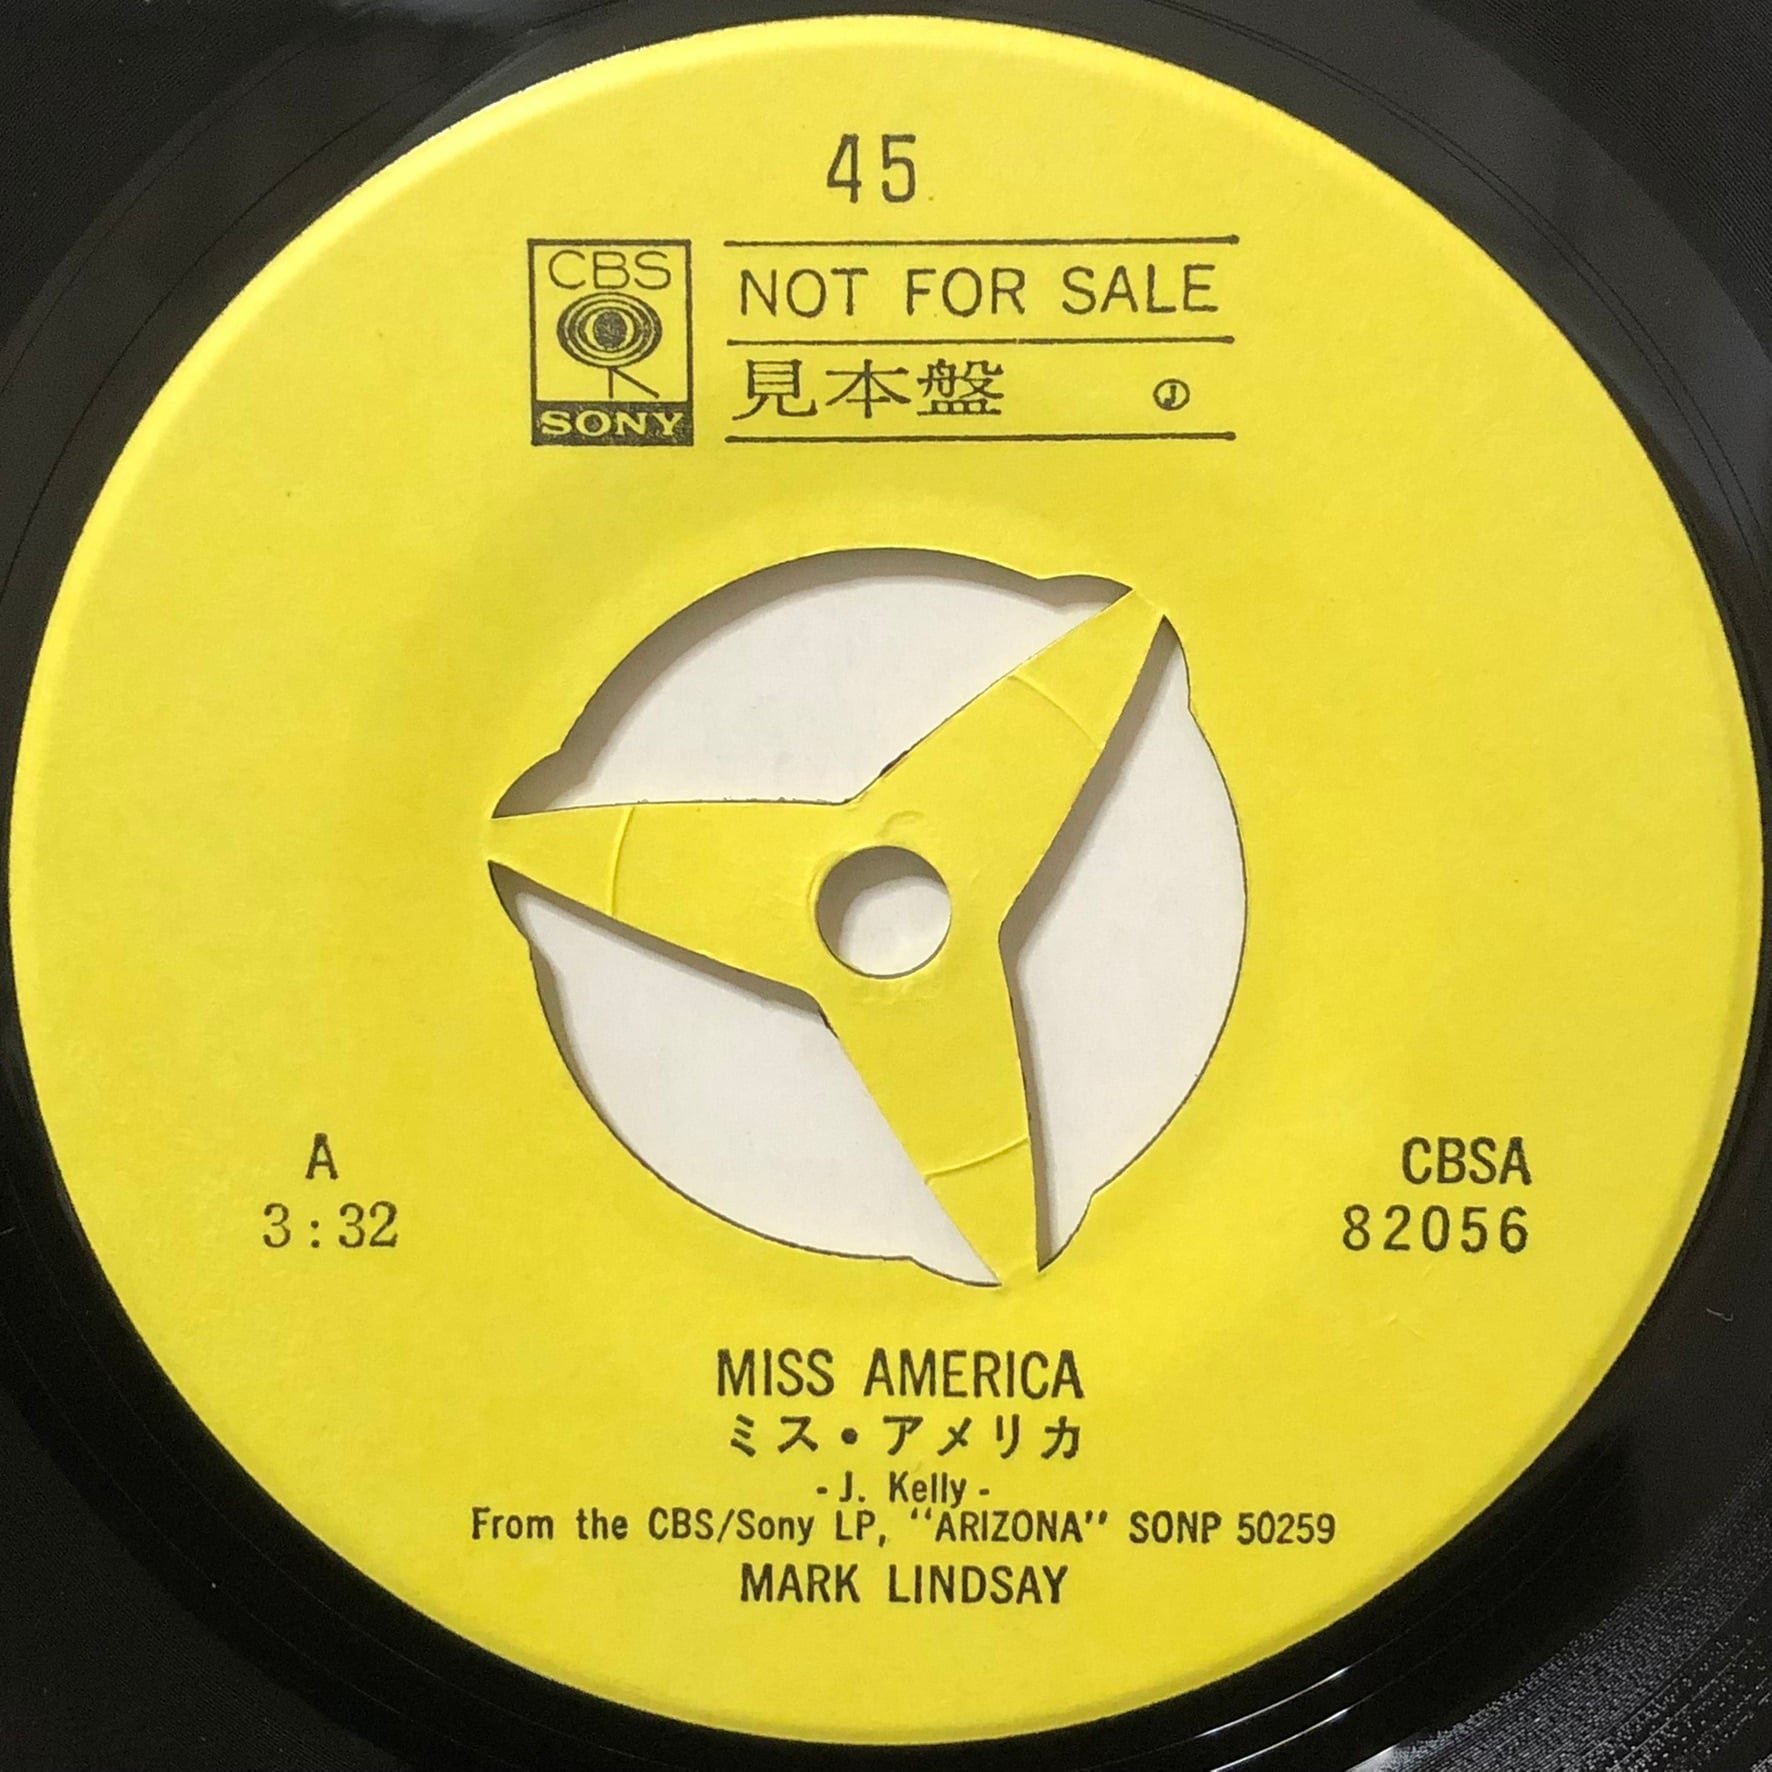 45
CBS
SONY
NOT FOR SALE
見本盤 Ⓙ
A
3:32
CBSA
82056
MISS AMERICA
ミス・アメリカ
- J. Kelly -
From the CBS/Sony LP, "ARIZONA" SONP 50259
MARK LINDSAY